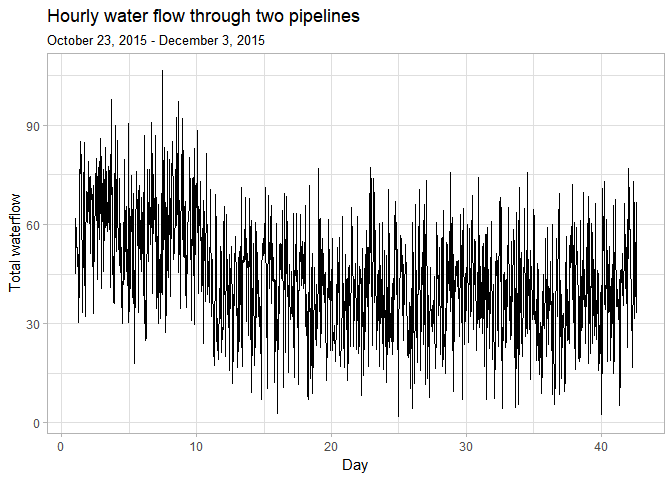 Hourly water flow through two pipelines
October 23, 2015 - December 3, 2015
Total waterflow
90
60
30
0
0 10 20 30 40
Day